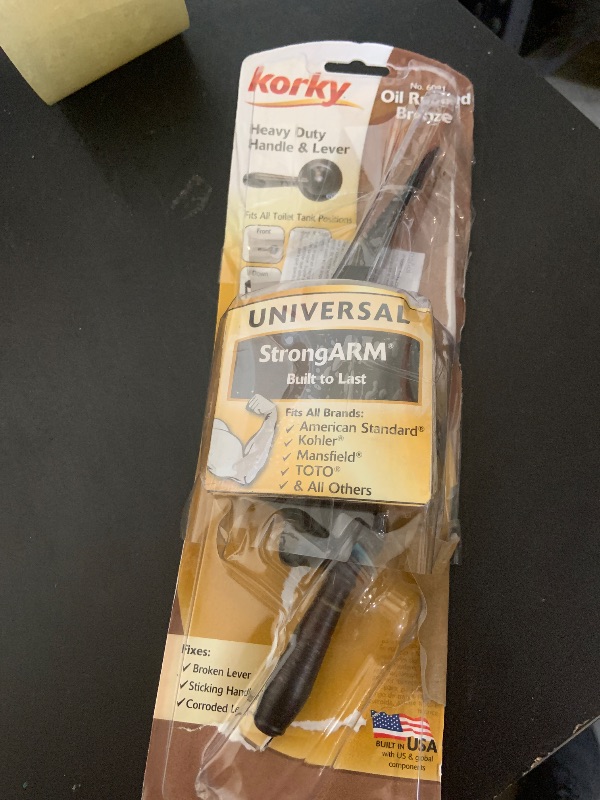 korky
Oil Rubbed
Bronze
Heavy Duty
Handle & Lever
Fits All Toilet Tank Positions
Front
UNIVERSAL
StrongARM®
Built to Last
Fits All Brands:
✓ American Standard®
✓ Kohler®
✓ Mansfield®
✓ TOTO®
✓ & All Others
Fixes:
✓ Broken Lever
✓ Sticking
✓ Corroded
BUILT IN USA
with US & global
components